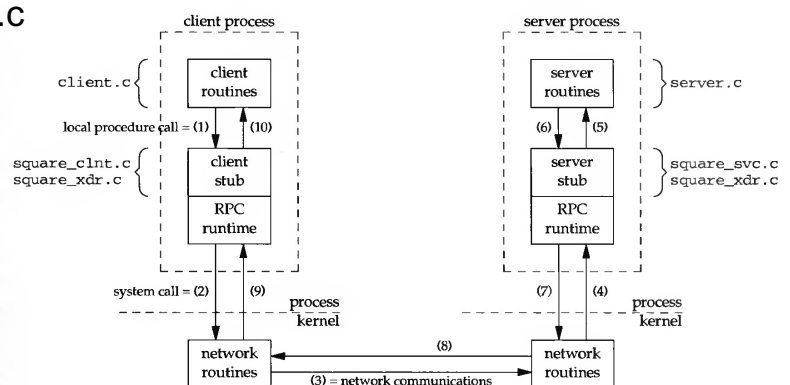 .c
client process
server process
client.c
client
routines
server
routines
server.c
local procedure call = (1)
(10)
(6)
(5)
square_clnt.c
square_xdr.c
client
stub
server
stub
square_svc.c
square_xdr.c
RPC
runtime
RPC
runtime
system call = (2)
(9)
(7)
(4)
process
kernel
process
kernel
network
routines
(8)
(3) = network communications
network
routines